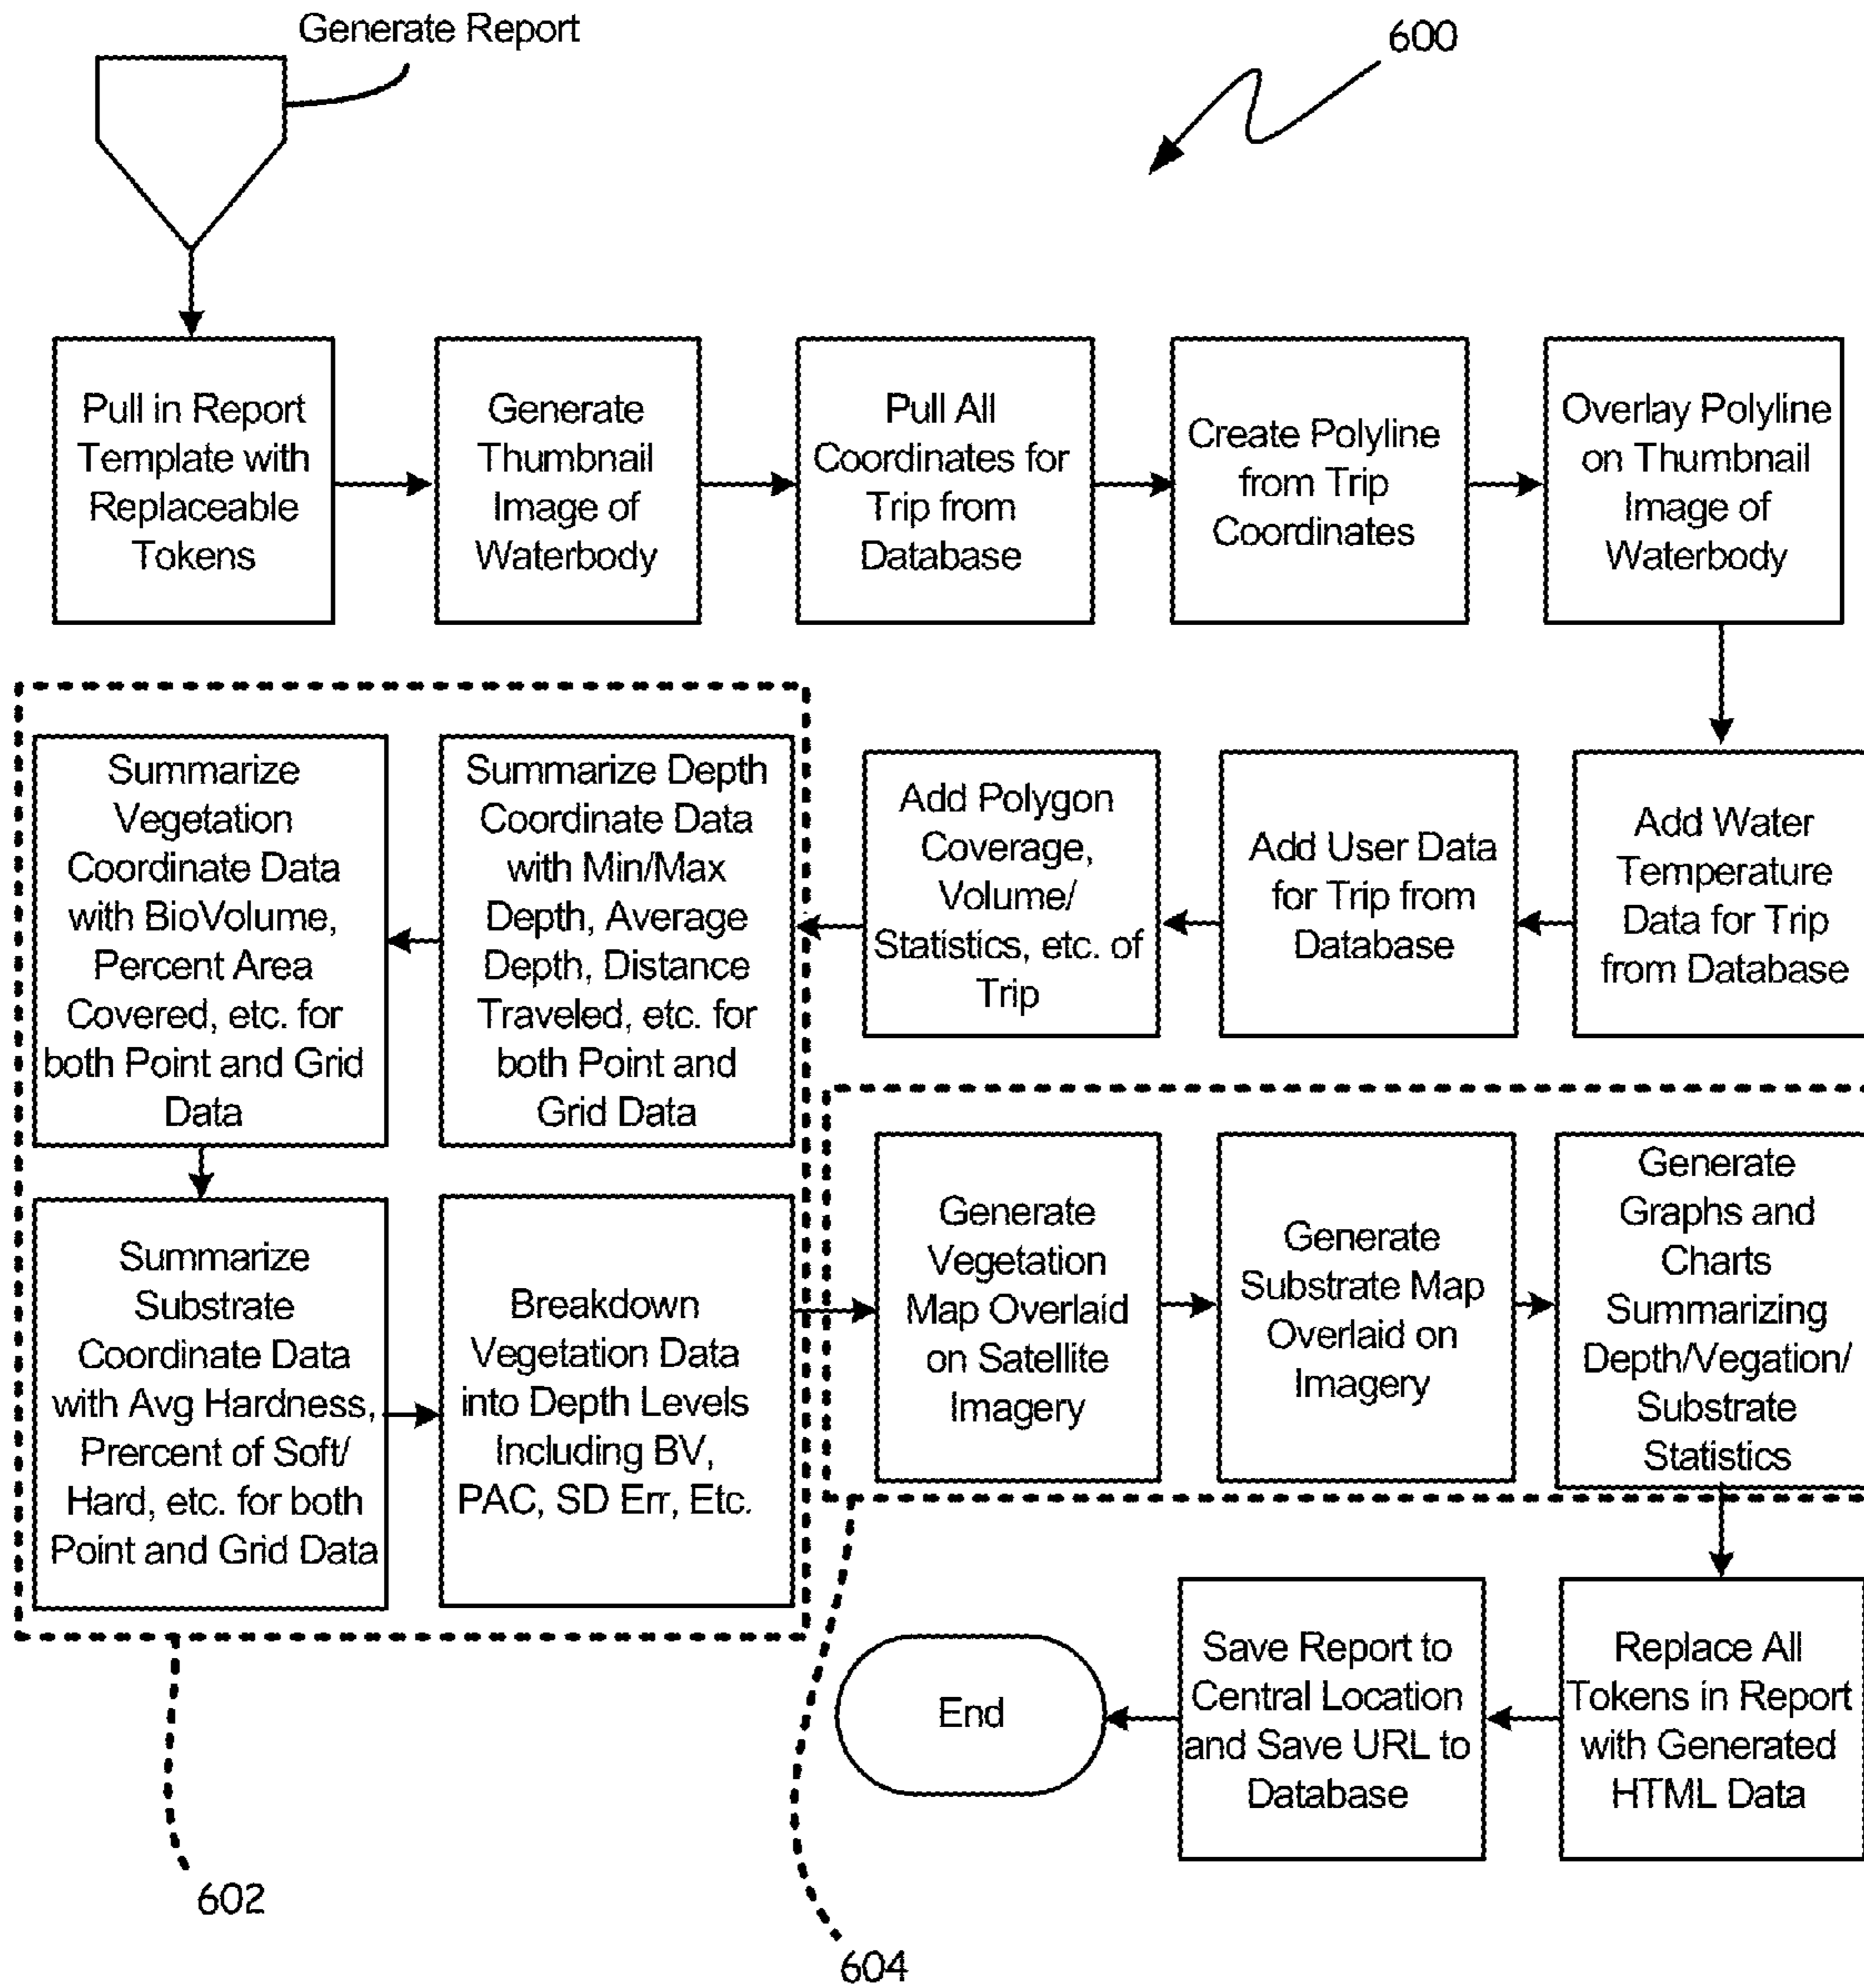 Generate Report
600
Pull in Report
Template with
Replaceable
Tokens
Generate
Thumbnail
Image of
Waterbody
Pull All
Coordinates for
Trip from
Database
Create Polyline
from Trip
Coordinates
Overlay Polyline
on Thumbnail
Image of
Waterbody
Add Water
Temperature
Data for Trip
from Database
Add User Data
for Trip from
Database
Add Polygon
Coverage,
Volume/
Statistics, etc. of
Trip
Summarize Depth
Coordinate Data
with Min/Max
Depth, Average
Depth, Distance
Traveled, etc. for
both Point and
Grid Data
Summarize
Vegetation
Coordinate Data
with BioVolume,
Percent Area
Covered, etc. for
both Point and Grid
Data
Summarize
Substrate
Coordinate Data
with Avg Hardness,
Prercent of Soft/
Hard, etc. for both
Point and Grid Data
Breakdown
Vegetation Data
into Depth Levels
Including BV,
PAC, SD Err, Etc.
Generate
Vegetation
Map Overlaid
on Satellite
Imagery
Generate
Substrate Map
Overlaid on
Imagery
Generate
Graphs and
Charts
Summarizing
Depth/Vegation/
Substrate
Statistics
Replace All
Tokens in Report
with Generated
HTML Data
Save Report to
Central Location
and Save URL to
Database
End
602
604